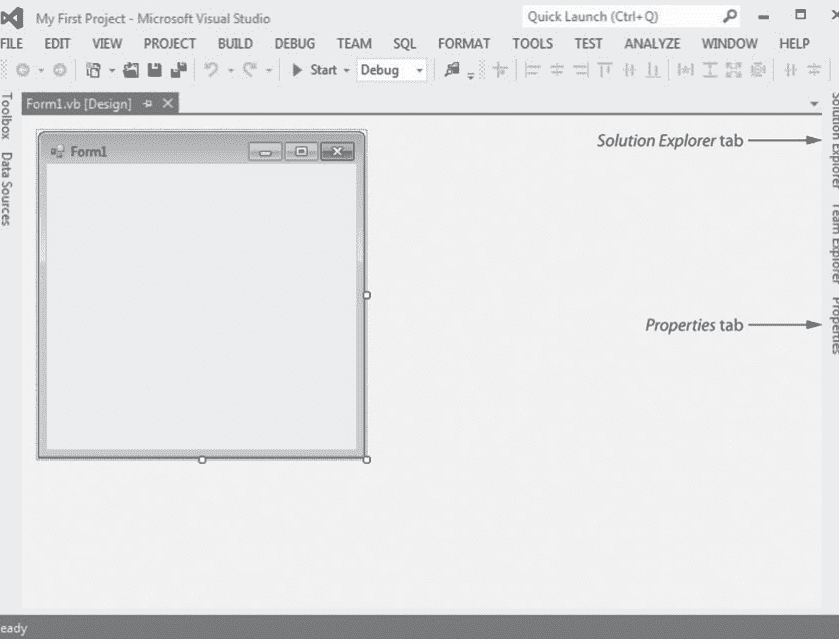 My First Project - Microsoft Visual Studio
Quick Launch (Ctrl+Q)
FILE EDIT VIEW PROJECT BUILD DEBUG TEAM SQL FORMAT TOOLS TEST ANALYZE WINDOW HELP
Start Debug
Form1.vb [Design]
Toolbox
Data Sources
Form1
Solution Explorer tab
Properties tab
Solution Explorer
Team Explorer
Properties
eady